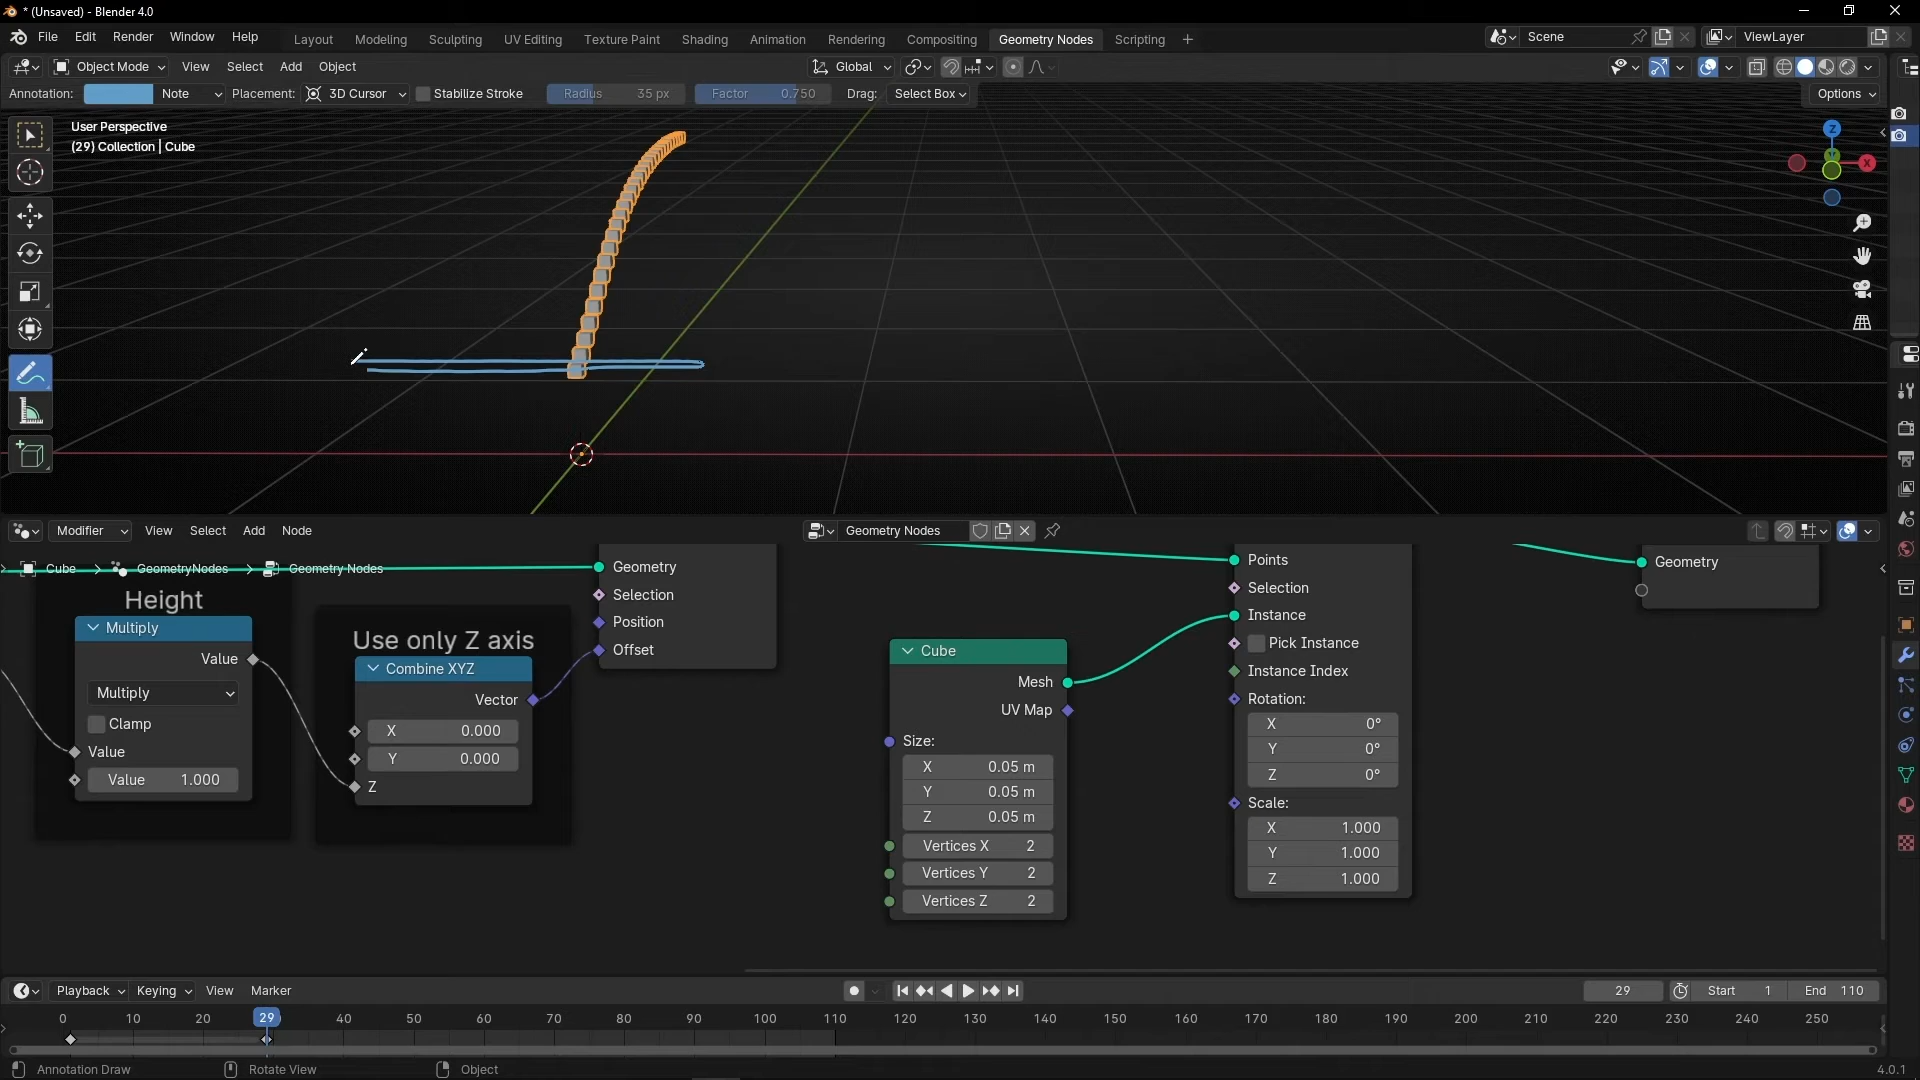 * (Unsaved) - Blender 4.0
File Edit Render Window Help Layout Modeling Sculpting UV Editing Texture Paint Shading Animation Rendering Compositing Geometry Nodes Scripting + Scene ViewLayer
Object Mode View Select Add Object Global
Annotation: Note Placement: 3D Cursor Stabilize Stroke Radius 35 px Factor 0.750 Drag: Select Box Options
User Perspective
(29) Collection | Cube
Z
X
Modifier View Select Add Node Geometry Nodes
Cube > GeometryNodes > Geometry Nodes
Height
Multiply
Value
Multiply
Clamp
Value
Value 1.000
Use only Z axis
Combine XYZ
Vector
X 0.000
Y 0.000
Z
Geometry
Selection
Position
Offset
Cube
Mesh
UV Map
Size:
X 0.05 m
Y 0.05 m
Z 0.05 m
Vertices X 2
Vertices Y 2
Vertices Z 2
Points
Selection
Instance
Pick Instance
Instance Index
Rotation:
X 0°
Y 0°
Z 0°
Scale:
X 1.000
Y 1.000
Z 1.000
Geometry
Playback Keying View Marker 29 Start 1 End 110
0 10 20 29 40 50 60 70 80 90 100 110 120 130 140 150 160 170 180 190 200 210 220 230 240 250
Annotation Draw Rotate View Object 4.0.1